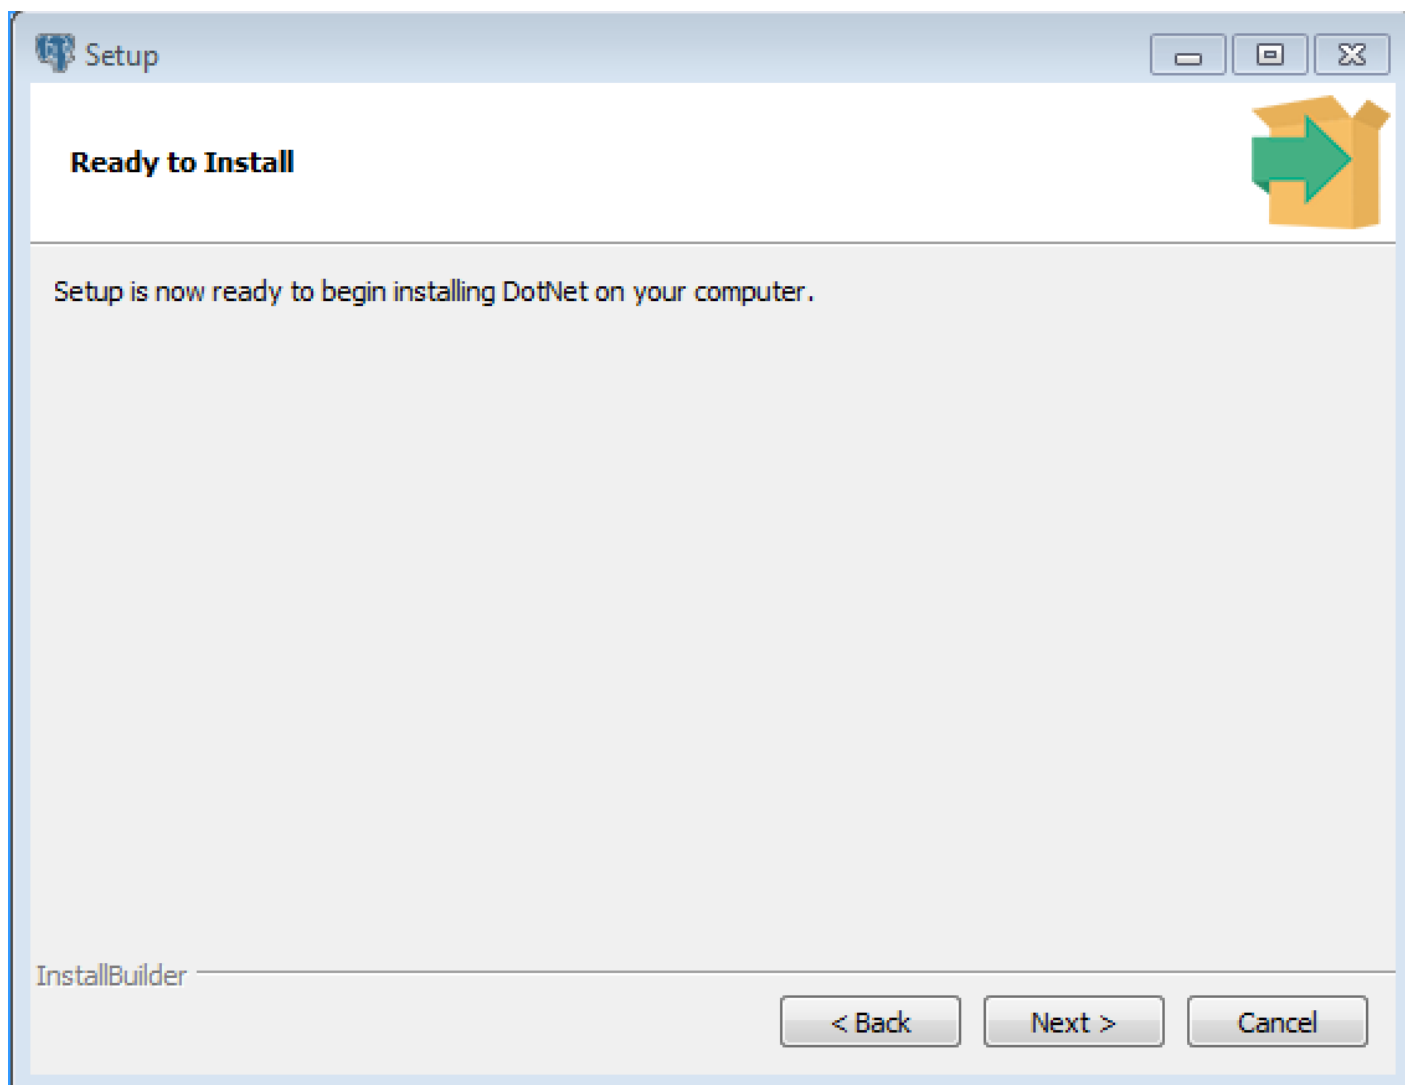 Setup
Ready to Install
Setup is now ready to begin installing DotNet on your computer.
InstallBuilder
< Back
Next >
Cancel